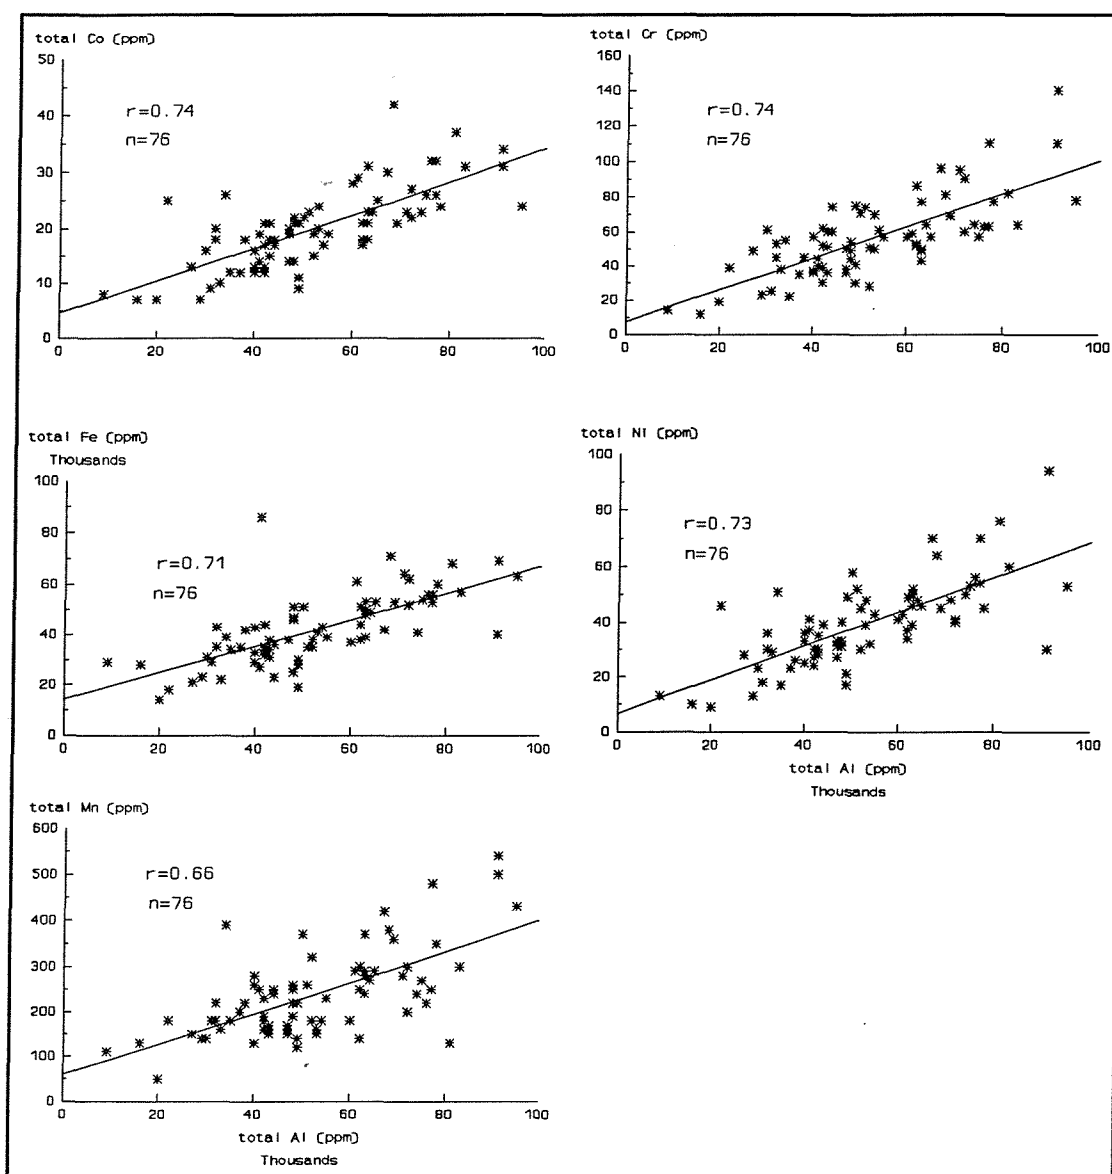 total Co (ppm)
50
40
30
20
10
0
r=0.74
n=76
0 20 40 60 80 100
total Cr (ppm)
160
140
120
100
80
60
40
20
0
r=0.74
n=76
0 20 40 60 80 100
total Fe (ppm)
Thousands
100
80
60
40
20
0
r=0.71
n=76
0 20 40 60 80 100
total Ni (ppm)
100
80
60
40
20
0
r=0.73
n=76
0 20 40 60 80 100
total Al (ppm)
Thousands
total Mn (ppm)
600
500
400
300
200
100
0
r=0.66
n=76
0 20 40 60 80 100
total Al (ppm)
Thousands